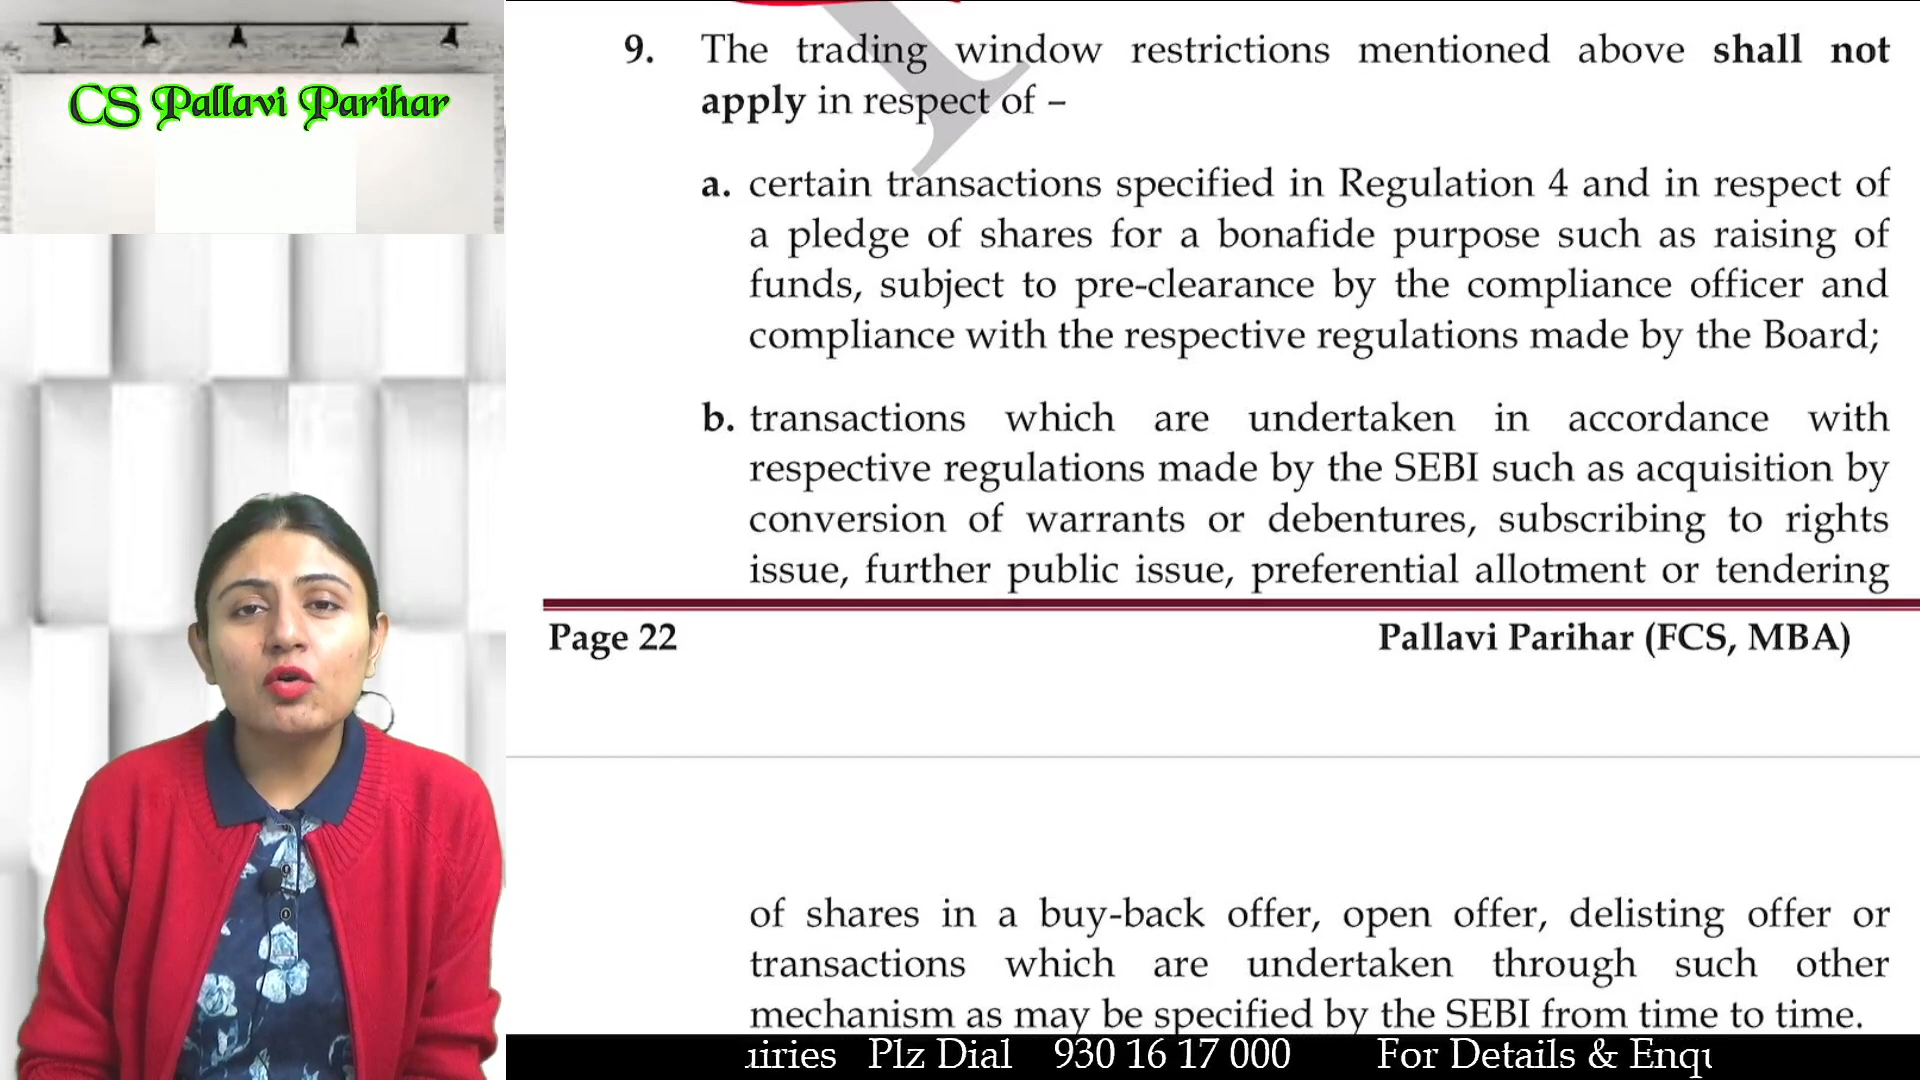 CS Pallavi Parihar
9. The trading window restrictions mentioned above shall not
apply in respect of –
a. certain transactions specified in Regulation 4 and in respect of
a pledge of shares for a bonafide purpose such as raising of
funds, subject to pre-clearance by the compliance officer and
compliance with the respective regulations made by the Board;
b. transactions which are undertaken in accordance with
respective regulations made by the SEBI such as acquisition by
conversion of warrants or debentures, subscribing to rights
issue, further public issue, preferential allotment or tendering
Page 22 Pallavi Parihar (FCS, MBA)
of shares in a buy-back offer, open offer, delisting offer or
transactions which are undertaken through such other
mechanism as may be specified by the SEBI from time to time.
Plz Dial 930 16 17 000 For Details &